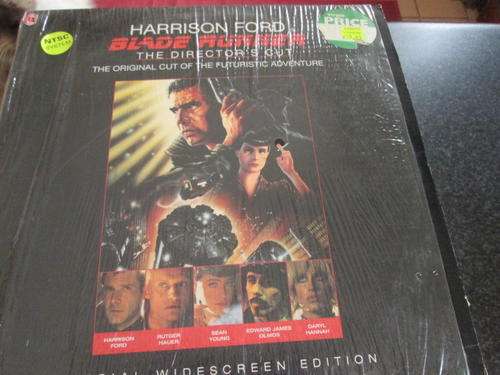 HARRISON FORD
BLADE RUNNER
THE DIRECTOR'S CUT
THE ORIGINAL CUT OF THE FUTURISTIC ADVENTURE
NTSC
PRICE
HARRISON FORD
RUTGER HAUER
SEAN YOUNG
EDWARD JAMES OLMOS
DARYL HANNAH
WIDESCREEN EDITION